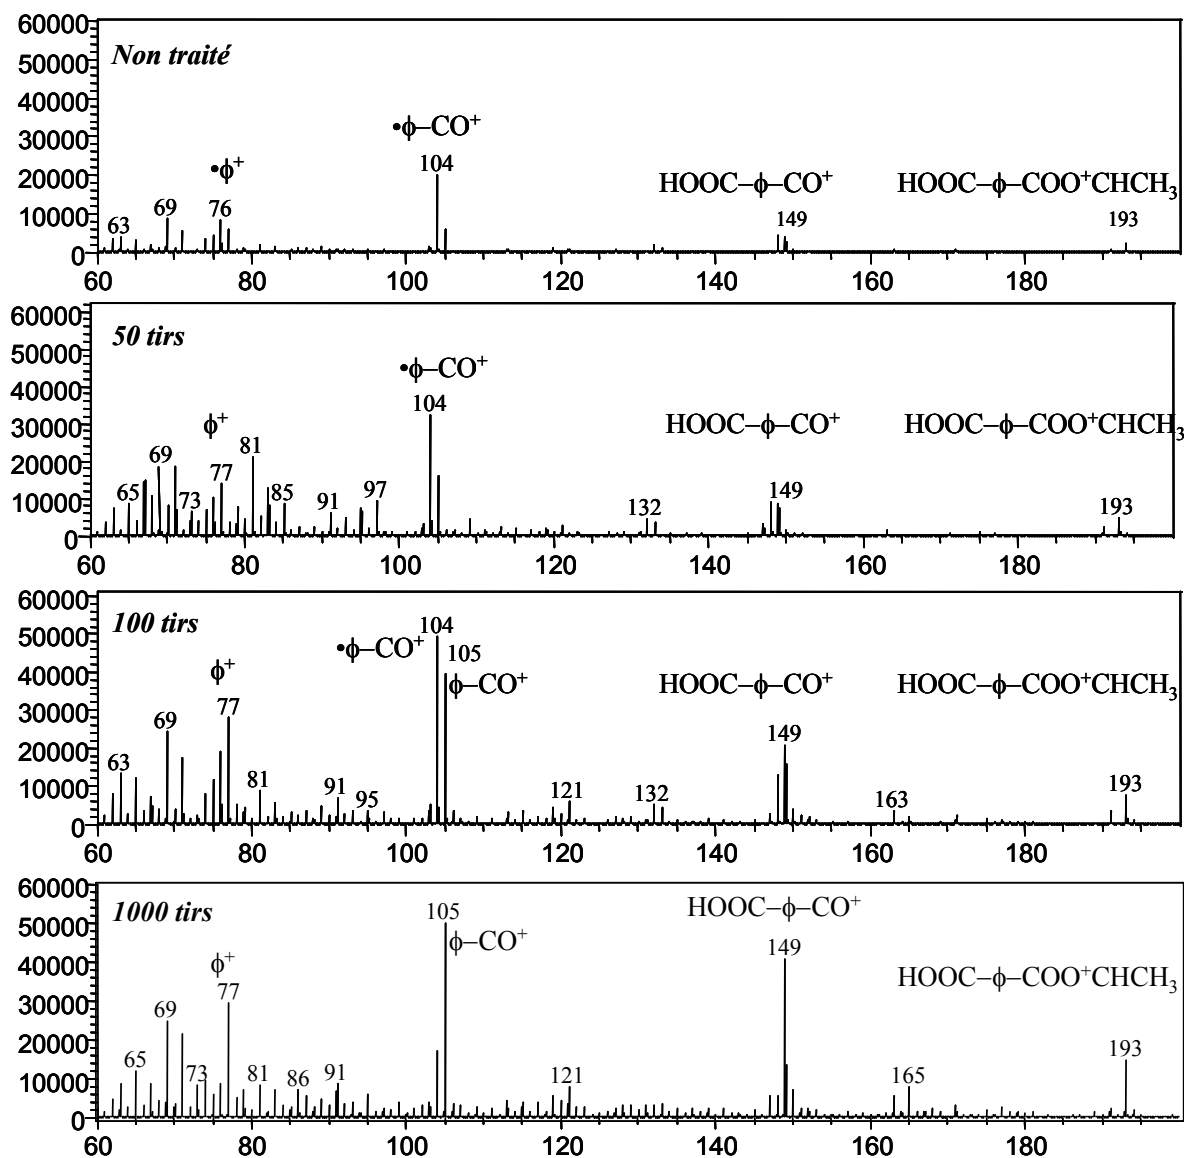 60000
50000
40000
30000
20000
10000
0
Non traité
•ϕ–CO⁺
•ϕ⁺
104
HOOC–ϕ–CO⁺
HOOC–ϕ–COO⁺CHCH₃
63
69
76
149
193
60 80 100 120 140 160 180
60000
50000
40000
30000
20000
10000
0
50 tirs
•ϕ–CO⁺
104
ϕ⁺
HOOC–ϕ–CO⁺
HOOC–ϕ–COO⁺CHCH₃
65
69
73
77
81
85
91
97
132
149
193
60 80 100 120 140 160 180
60000
50000
40000
30000
20000
10000
0
100 tirs
•ϕ–CO⁺
104
105
ϕ–CO⁺
ϕ⁺
HOOC–ϕ–CO⁺
HOOC–ϕ–COO⁺CHCH₃
63
69
77
81
91
95
121
132
149
163
193
60 80 100 120 140 160 180
60000
50000
40000
30000
20000
10000
0
1000 tirs
105
ϕ–CO⁺
HOOC–ϕ–CO⁺
149
ϕ⁺
HOOC–ϕ–COO⁺CHCH₃
65
69
73
77
81
86
91
121
165
193
60 80 100 120 140 160 180